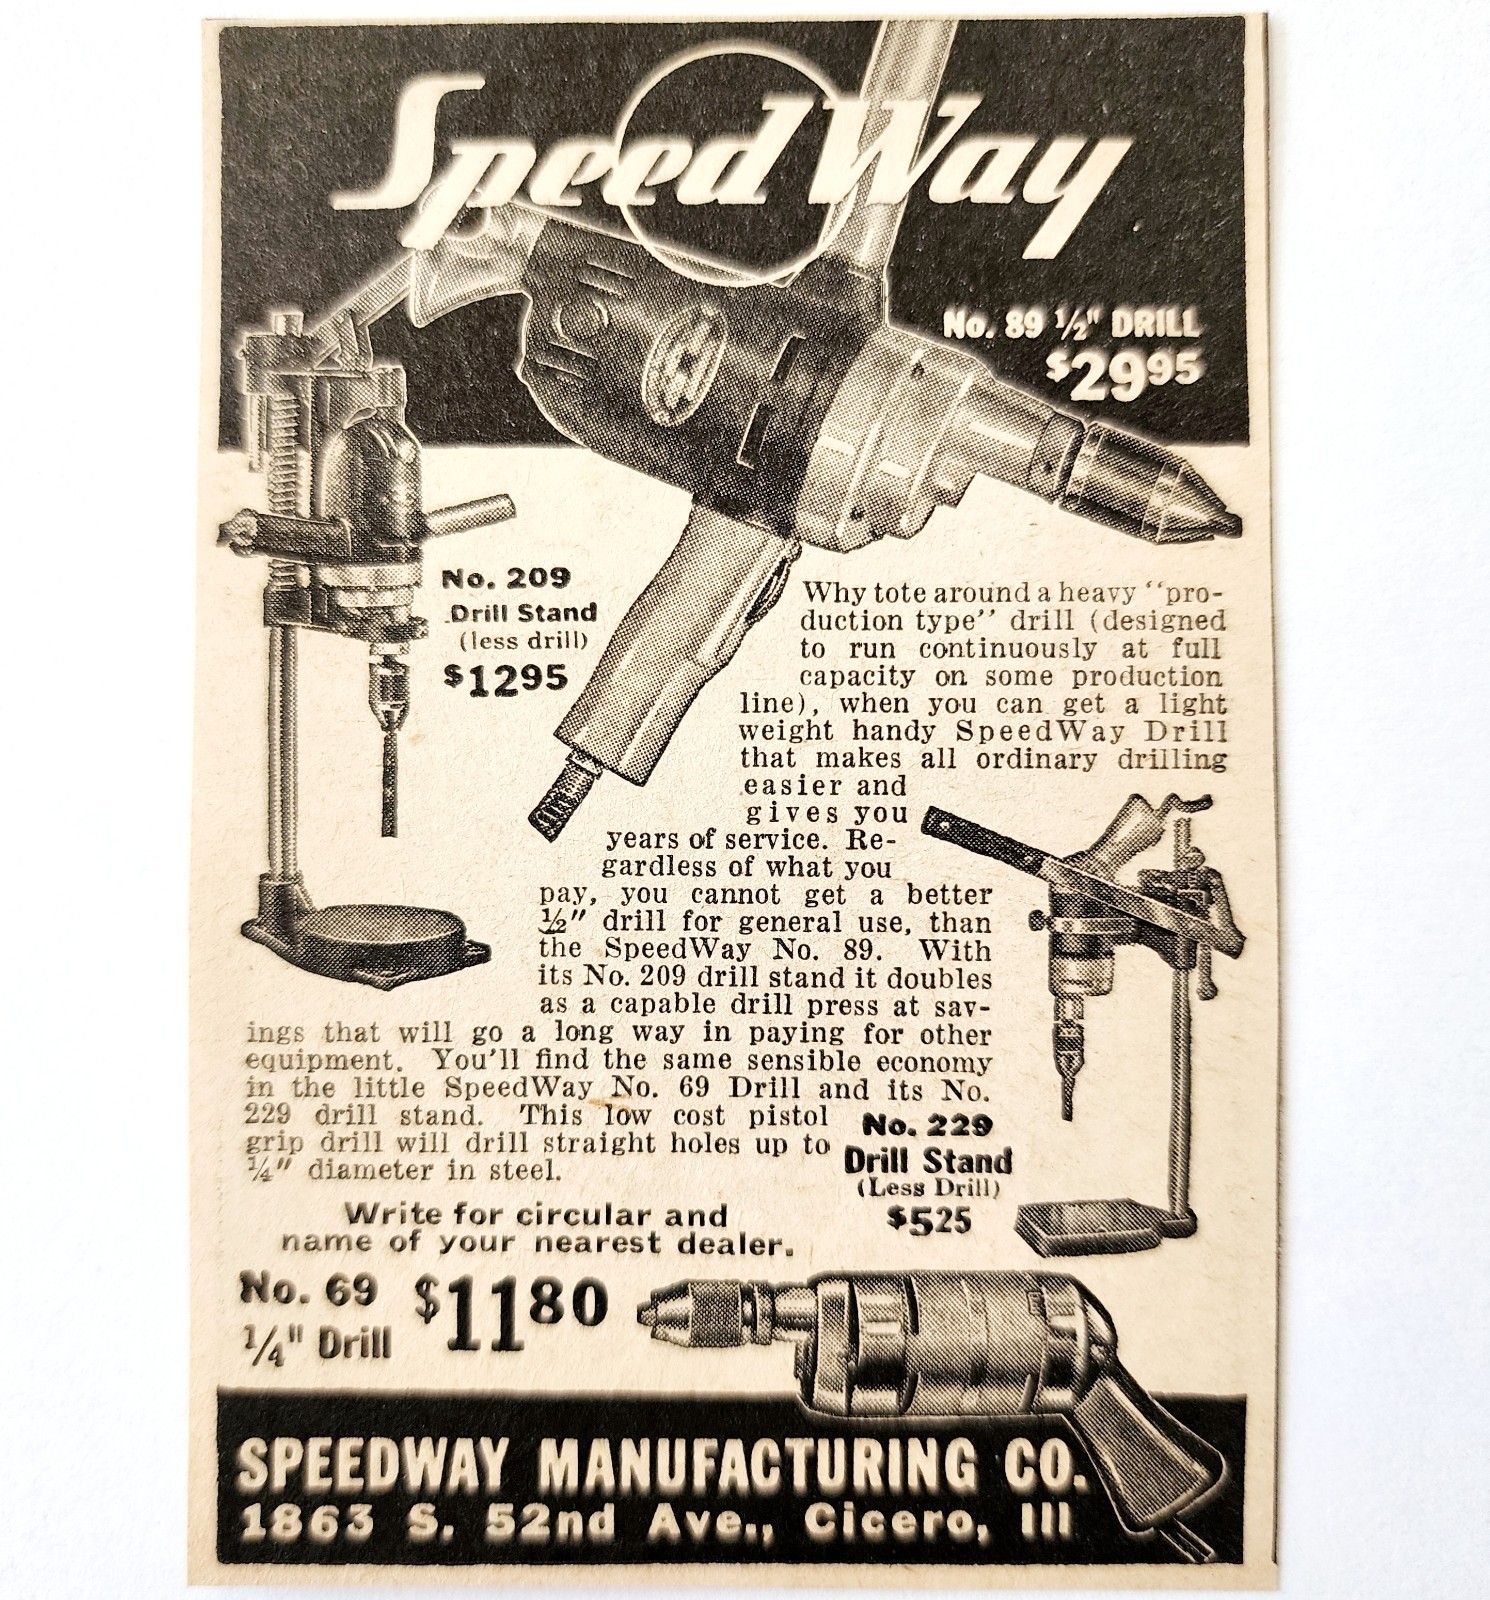 SpeedWay
No. 89 ½" DRILL
$29⁹⁵
No. 209
Drill Stand
(less drill)
$1295
Why tote around a heavy "pro-
duction type" drill (designed
to run continuously at full
capacity on some production
line), when you can get a light
weight handy SpeedWay Drill
that makes all ordinary drilling
easier and
gives you
years of service. Re-
gardless of what you
pay, you cannot get a better
½" drill for general use, than
the SpeedWay No. 89. With
its No. 209 drill stand it doubles
as a capable drill press at sav-
ings that will go a long way in paying for other
equipment. You'll find the same sensible economy
in the little SpeedWay No. 69 Drill and its No.
229 drill stand. This low cost pistol
grip drill will drill straight holes up to
¼" diameter in steel.
No. 229
Drill Stand
(Less Drill)
$525
Write for circular and
name of your nearest dealer.
No. 69
¼" Drill
$11⁸⁰
SPEEDWAY MANUFACTURING CO.
1863 S. 52nd Ave., Cicero, Ill